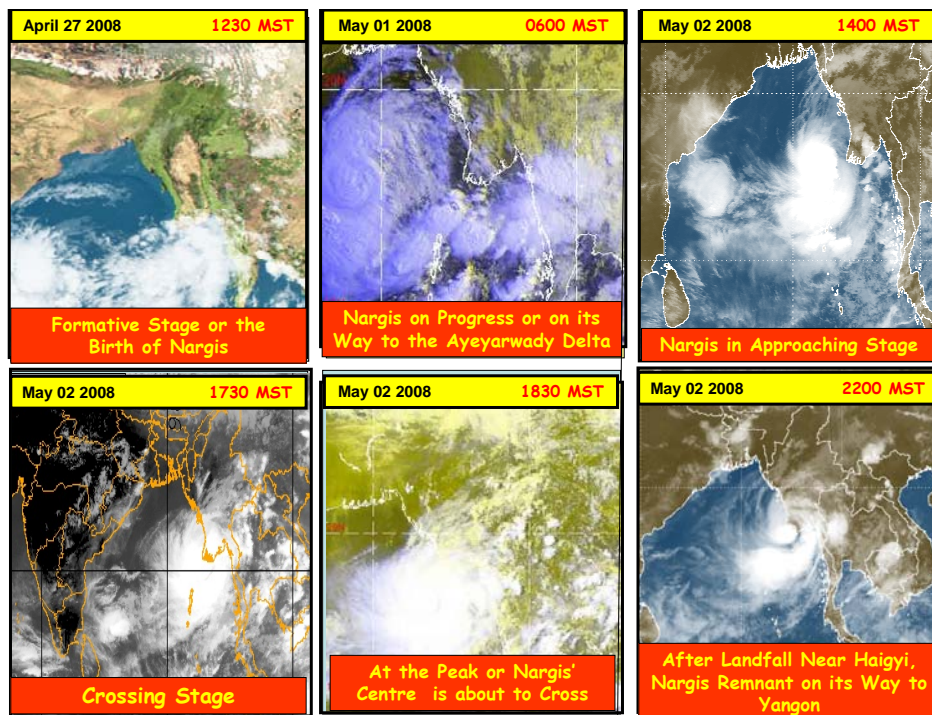 April 27 2008 1230 MST
Formative Stage or the
Birth of Nargis
May 01 2008 0600 MST
Nargis on Progress or on its
Way to the Ayeyarwady Delta
May 02 2008 1400 MST
Nargis in Approaching Stage
May 02 2008 1730 MST
Crossing Stage
May 02 2008 1830 MST
At the Peak or Nargis'
Centre is about to Cross
May 02 2008 2200 MST
After Landfall Near Haigyi,
Nargis Remnant on its Way to
Yangon